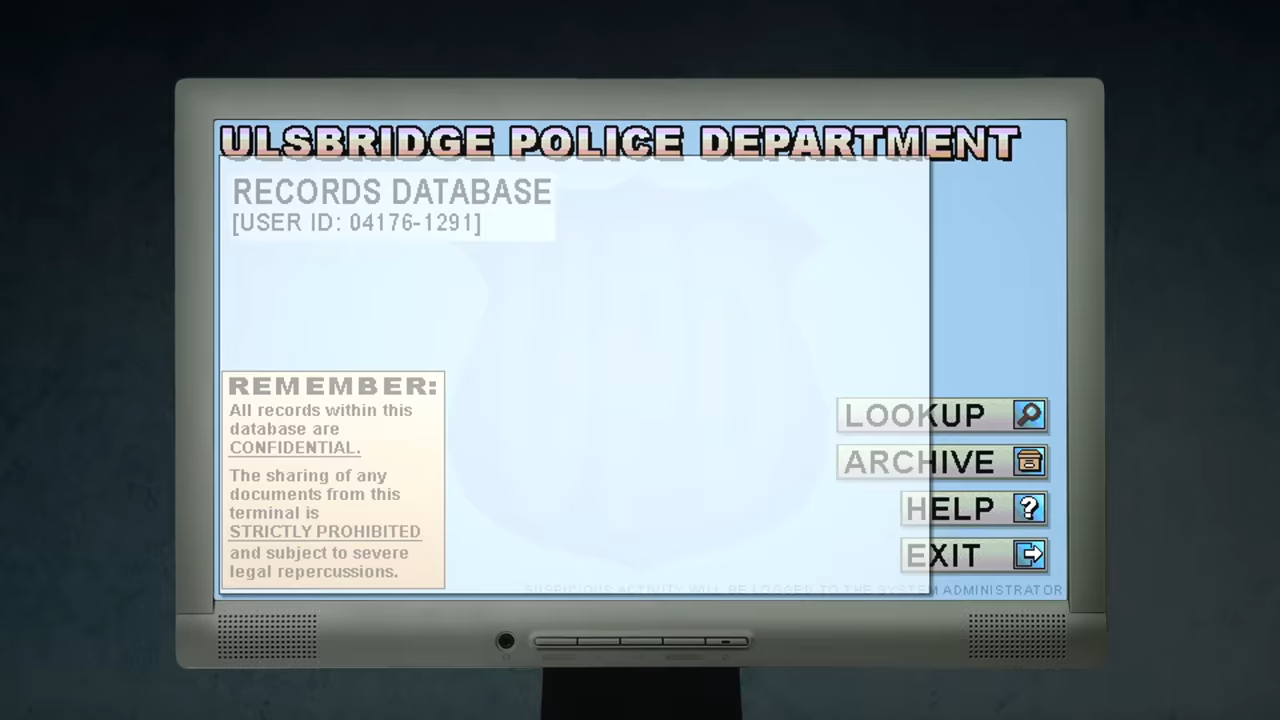 ULSBRIDGE POLICE DEPARTMENT
RECORDS DATABASE
[USER ID: 04176-1291]
REMEMBER:
All records within this
database are
CONFIDENTIAL.
The sharing of any
documents from this
terminal is
STRICTLY PROHIBITED
and subject to severe
legal repercussions.
LOOKUP
ARCHIVE
HELP
?
EXIT
SUSPICIOUS ACTIVITY WILL BE LOGGED TO THE SYSTEM ADMINISTRATOR